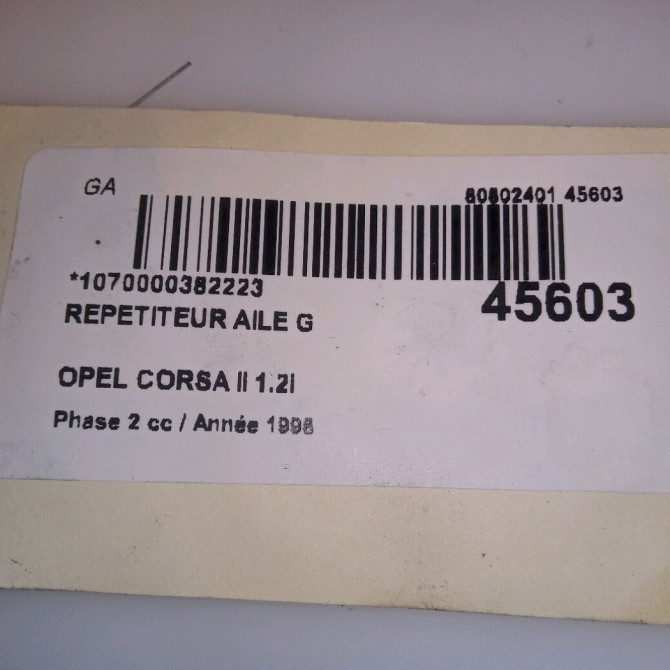 GA
80802401 45603
*1070000382223
45603
REPETITEUR AILE G
OPEL CORSA II 1.2I
Phase 2 cc / Année 1998